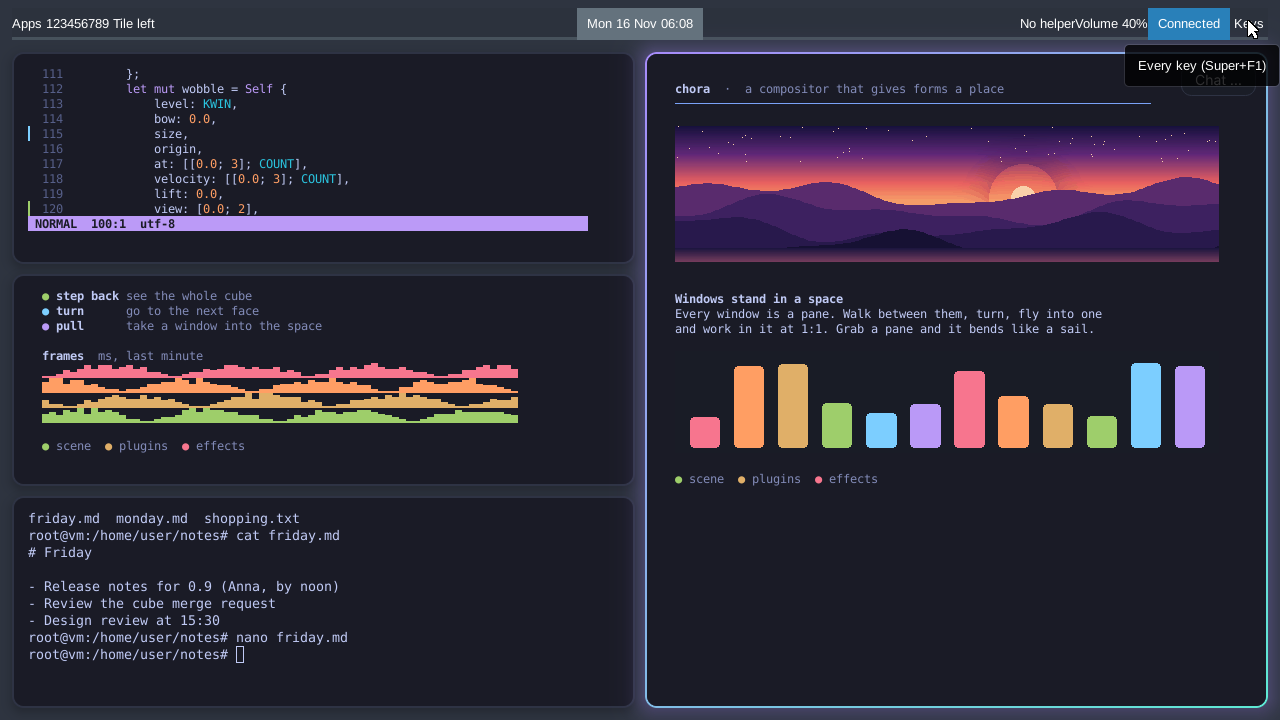 Apps 123456789 Tile left
Mon 16 Nov 06:08
No helper Volume 40% Connected Keys
Every key (Super+F1)
Chat ...
111 };
112 let mut wobble = Self {
113 level: KWIN,
114 bow: 0.0,
115 size,
116 origin,
117 at: [[0.0; 3]; COUNT],
118 velocity: [[0.0; 3]; COUNT],
119 lift: 0.0,
120 view: [0.0; 2],
NORMAL 100:1 utf-8
● step back see the whole cube
● turn go to the next face
● pull take a window into the space
frames ms, last minute
● scene ● plugins ● effects
friday.md monday.md shopping.txt
root@vm:/home/user/notes# cat friday.md
# Friday
- Release notes for 0.9 (Anna, by noon)
- Review the cube merge request
- Design review at 15:30
root@vm:/home/user/notes# nano friday.md
root@vm:/home/user/notes#
chora · a compositor that gives forms a place
Windows stand in a space
Every window is a pane. Walk between them, turn, fly into one
and work in it at 1:1. Grab a pane and it bends like a sail.
● scene ● plugins ● effects